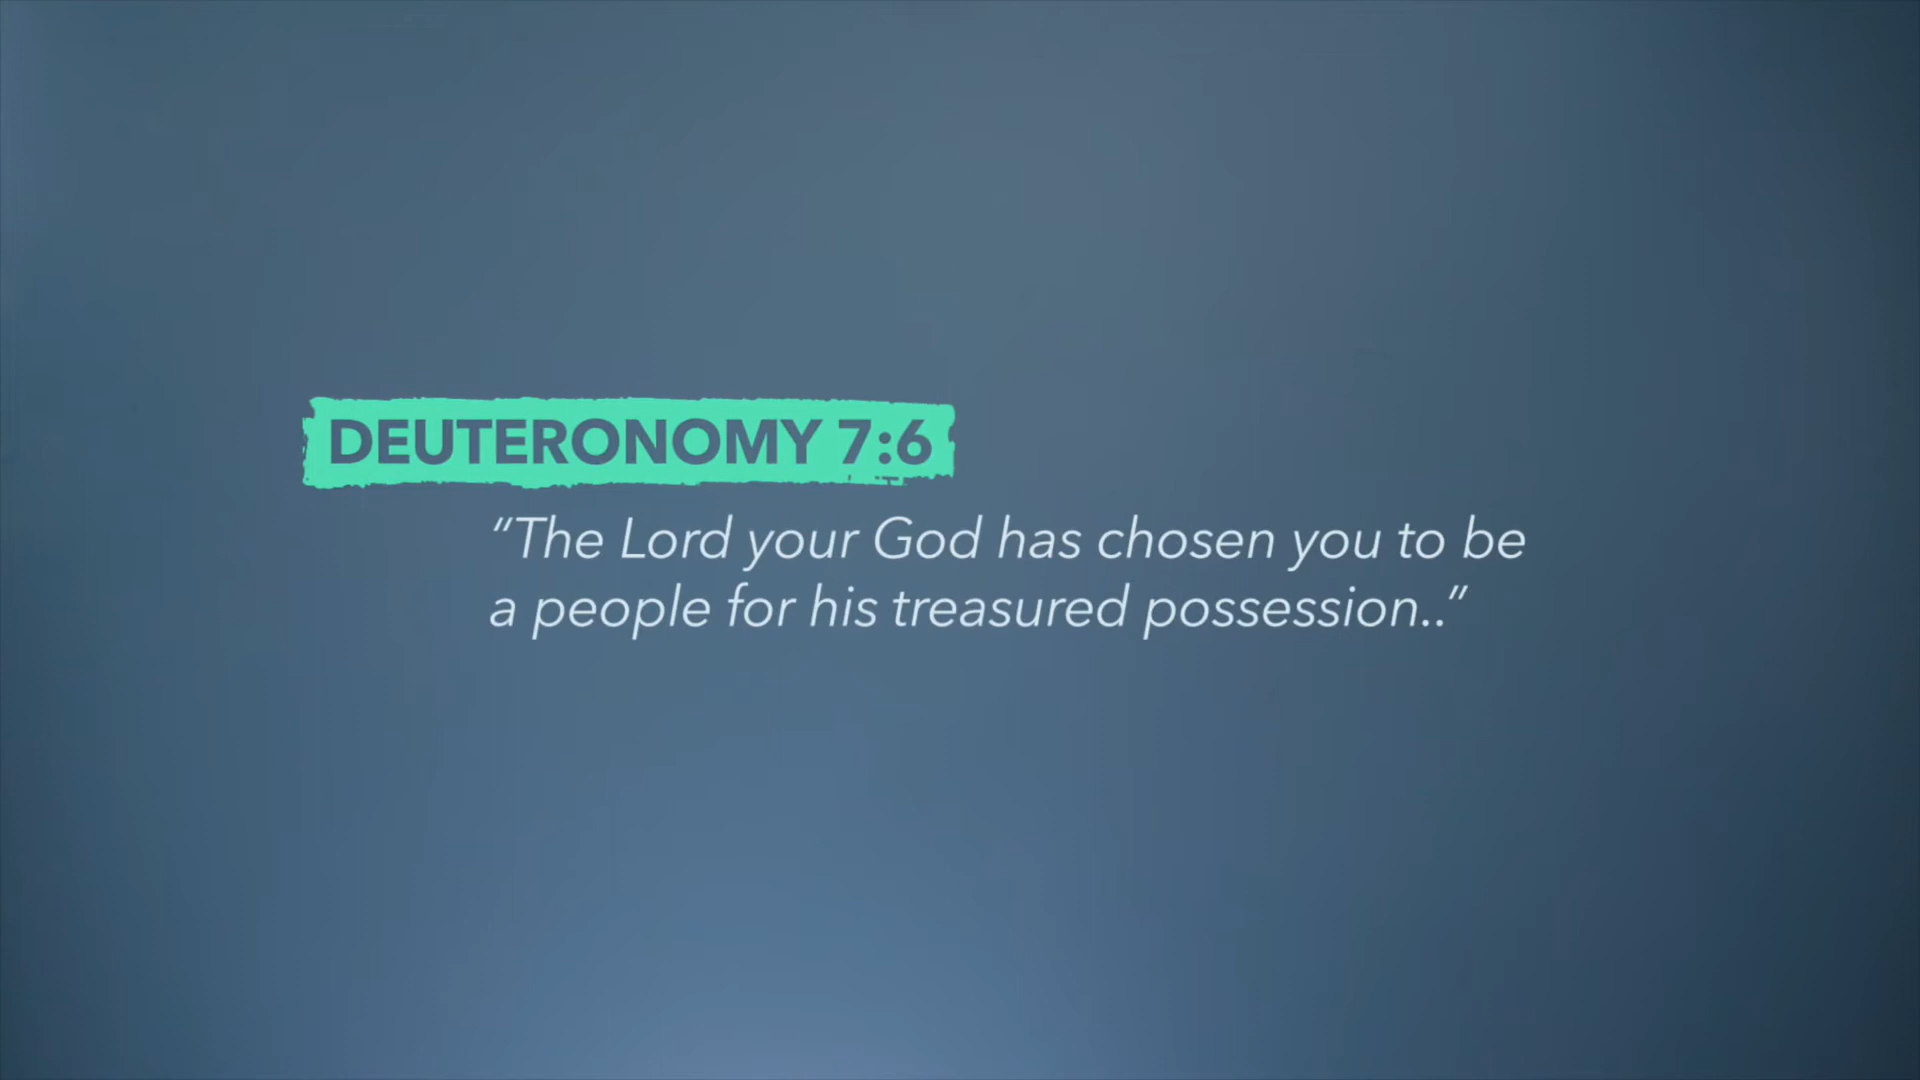 DEUTERONOMY 7:6
“The Lord your God has chosen you to be
a people for his treasured possession..”